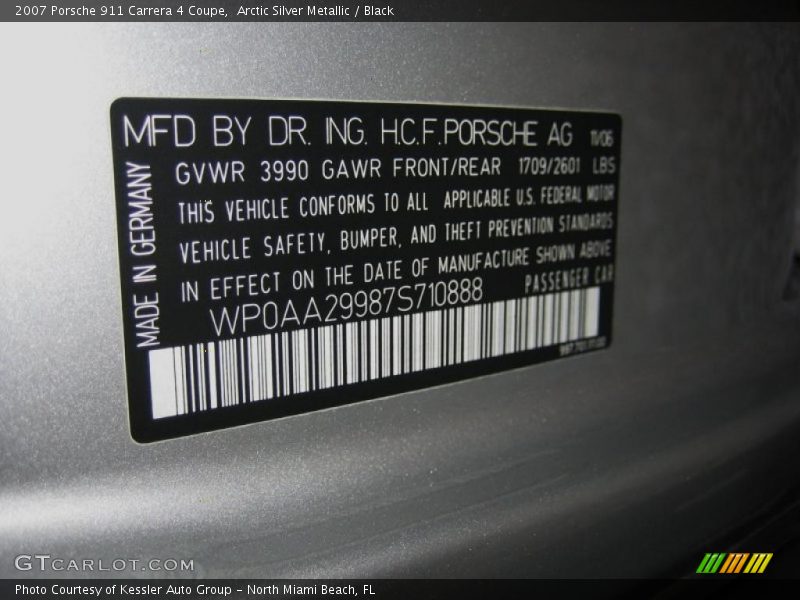 2007 Porsche 911 Carrera 4 Coupe,  Arctic Silver Metallic / Black
MFD BY DR. ING. H.C.F.PORSCHE AG 11/06
GVWR 3990 GAWR FRONT/REAR 1709/2601 LBS
THIS VEHICLE CONFORMS TO ALL APPLICABLE U.S. FEDERAL MOTOR
VEHICLE SAFETY, BUMPER, AND THEFT PREVENTION STANDARDS
IN EFFECT ON THE DATE OF MANUFACTURE SHOWN ABOVE
WP0AA29987S710888 PASSENGER CAR
MADE IN GERMANY
GTCARLOT.COM
Photo Courtesy of Kessler Auto Group - North Miami Beach, FL